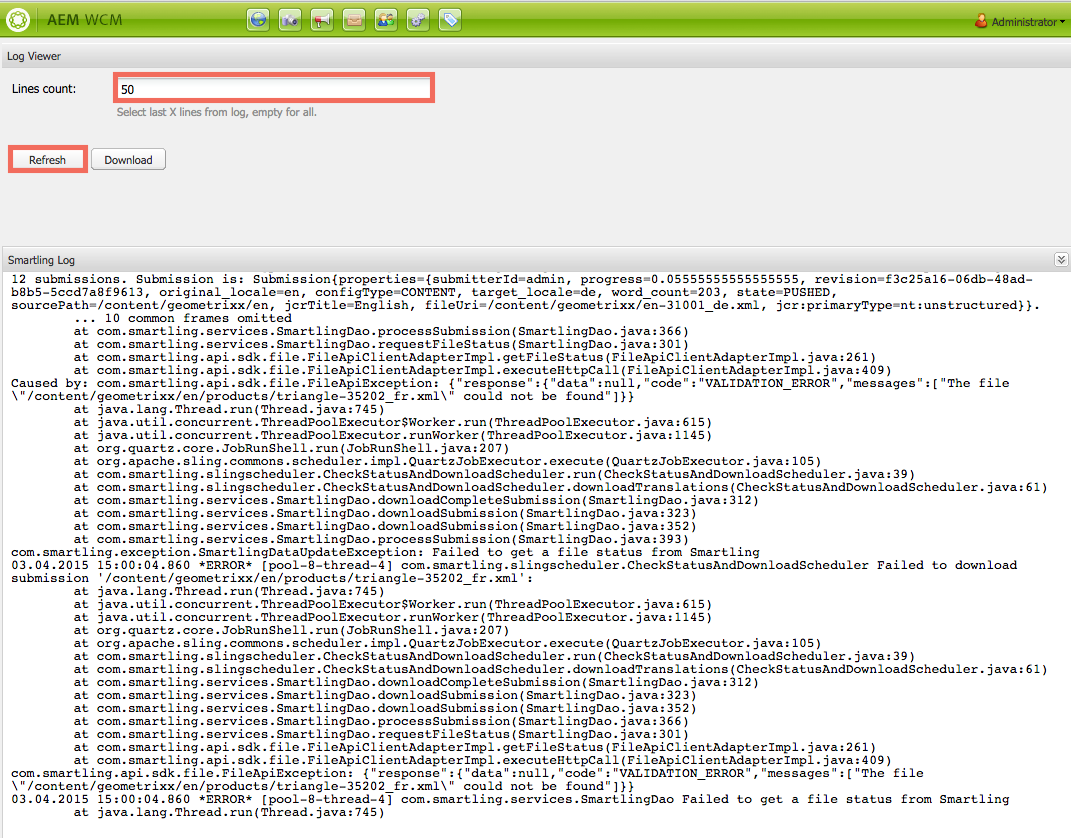 AEM WCM
Administrator
Log Viewer
Lines count:
50
Select last X lines from log, empty for all.
Refresh
Download
Smartling Log
12 submissions. Submission is: Submission{properties={submitterId=admin, progress=0.05555555555555555, revision=f3c25a16-06db-48ad-
b8b5-5ccd7a8f9613, original_locale=en, configType=CONTENT, target_locale=de, word_count=203, state=PUSHED,
sourcePath=/content/geometrixx/en, jcrTitle=English, fileUri=/content/geometrixx/en-31001_de.xml, jcr:primaryType=nt:unstructured}}.
... 10 common frames omitted
at com.smartling.services.SmartlingDao.processSubmission(SmartlingDao.java:366)
at com.smartling.services.SmartlingDao.requestFileStatus(SmartlingDao.java:301)
at com.smartling.api.sdk.file.FileApiClientAdapterImpl.getFileStatus(FileApiClientAdapterImpl.java:261)
at com.smartling.api.sdk.file.FileApiClientAdapterImpl.executeHttpCall(FileApiClientAdapterImpl.java:409)
Caused by: com.smartling.api.sdk.file.FileApiException: {"response":{"data":null,"code":"VALIDATION_ERROR","messages":["The file
\"/content/geometrixx/en/products/triangle-35202_fr.xml\" could not be found"]}}
at java.lang.Thread.run(Thread.java:745)
at java.util.concurrent.ThreadPoolExecutor$Worker.run(ThreadPoolExecutor.java:615)
at java.util.concurrent.ThreadPoolExecutor.runWorker(ThreadPoolExecutor.java:1145)
at org.quartz.core.JobRunShell.run(JobRunShell.java:207)
at org.apache.sling.commons.scheduler.impl.QuartzJobExecutor.execute(QuartzJobExecutor.java:105)
at com.smartling.slingscheduler.CheckStatusAndDownloadScheduler.run(CheckStatusAndDownloadScheduler.java:39)
at com.smartling.slingscheduler.CheckStatusAndDownloadScheduler.downloadTranslations(CheckStatusAndDownloadScheduler.java:61)
at com.smartling.services.SmartlingDao.downloadCompleteSubmission(SmartlingDao.java:312)
at com.smartling.services.SmartlingDao.downloadSubmission(SmartlingDao.java:323)
at com.smartling.services.SmartlingDao.downloadSubmission(SmartlingDao.java:352)
at com.smartling.services.SmartlingDao.processSubmission(SmartlingDao.java:393)
com.smartling.exception.SmartlingDataUpdateException: Failed to get a file status from Smartling
03.04.2015 15:00:04.860 *ERROR* [pool-8-thread-4] com.smartling.slingscheduler.CheckStatusAndDownloadScheduler Failed to download
submission '/content/geometrixx/en/products/triangle-35202_fr.xml':
at java.lang.Thread.run(Thread.java:745)
at java.util.concurrent.ThreadPoolExecutor$Worker.run(ThreadPoolExecutor.java:615)
at java.util.concurrent.ThreadPoolExecutor.runWorker(ThreadPoolExecutor.java:1145)
at org.quartz.core.JobRunShell.run(JobRunShell.java:207)
at org.apache.sling.commons.scheduler.impl.QuartzJobExecutor.execute(QuartzJobExecutor.java:105)
at com.smartling.slingscheduler.CheckStatusAndDownloadScheduler.run(CheckStatusAndDownloadScheduler.java:39)
at com.smartling.slingscheduler.CheckStatusAndDownloadScheduler.downloadTranslations(CheckStatusAndDownloadScheduler.java:61)
at com.smartling.services.SmartlingDao.downloadCompleteSubmission(SmartlingDao.java:312)
at com.smartling.services.SmartlingDao.downloadSubmission(SmartlingDao.java:323)
at com.smartling.services.SmartlingDao.downloadSubmission(SmartlingDao.java:352)
at com.smartling.services.SmartlingDao.processSubmission(SmartlingDao.java:366)
at com.smartling.services.SmartlingDao.requestFileStatus(SmartlingDao.java:301)
at com.smartling.api.sdk.file.FileApiClientAdapterImpl.getFileStatus(FileApiClientAdapterImpl.java:261)
at com.smartling.api.sdk.file.FileApiClientAdapterImpl.executeHttpCall(FileApiClientAdapterImpl.java:409)
com.smartling.api.sdk.file.FileApiException: {"response":{"data":null,"code":"VALIDATION_ERROR","messages":["The file
\"/content/geometrixx/en/products/triangle-35202_fr.xml\" could not be found"]}}
03.04.2015 15:00:04.860 *ERROR* [pool-8-thread-4] com.smartling.services.SmartlingDao Failed to get a file status from Smartling
at java.lang.Thread.run(Thread.java:745)